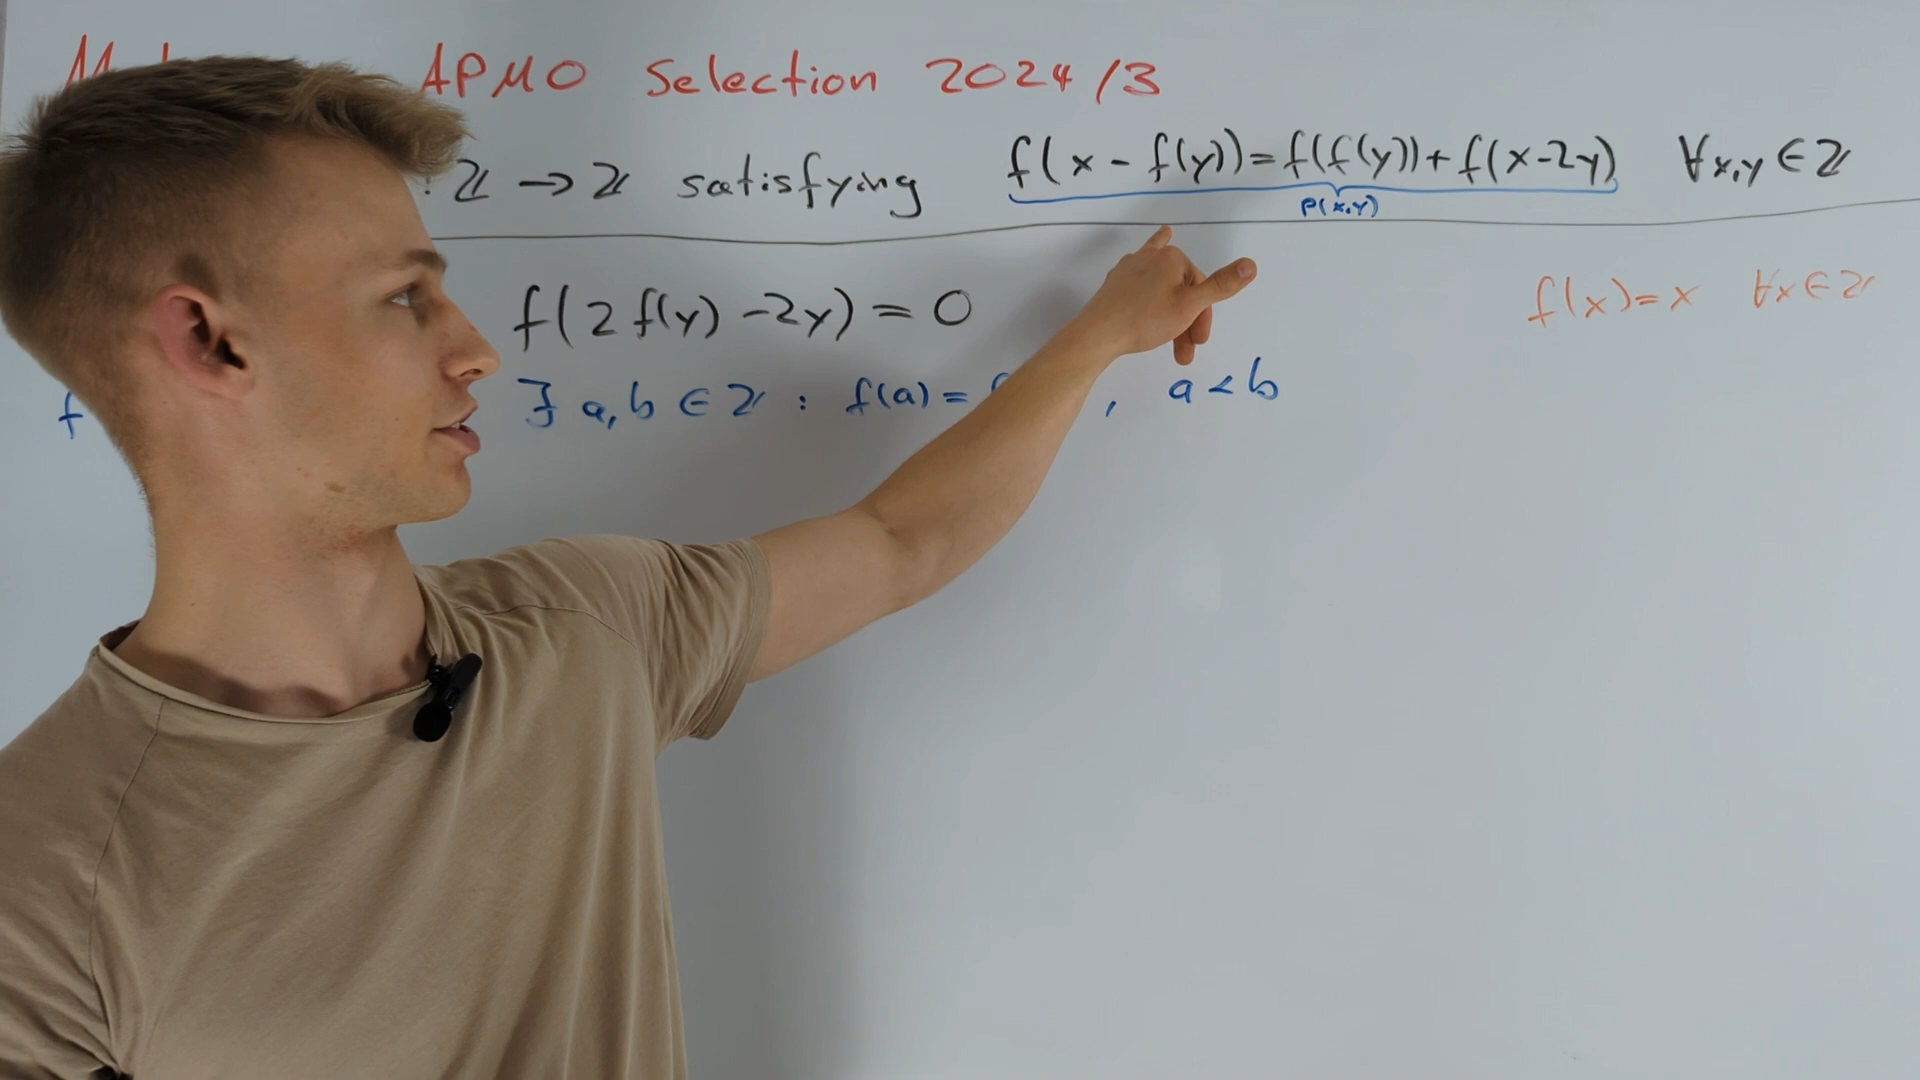 APMO Selection 2024/3
: ℤ → ℤ satisfying f(x - f(y)) = f(f(y)) + f(x-2y) ∀x,y ∈ ℤ
P(x,y)
f(2f(y) - 2y) = 0
f(x) = x ∀x ∈ ℤ
f ∃ a,b ∈ ℤ : f(a) = , a < b